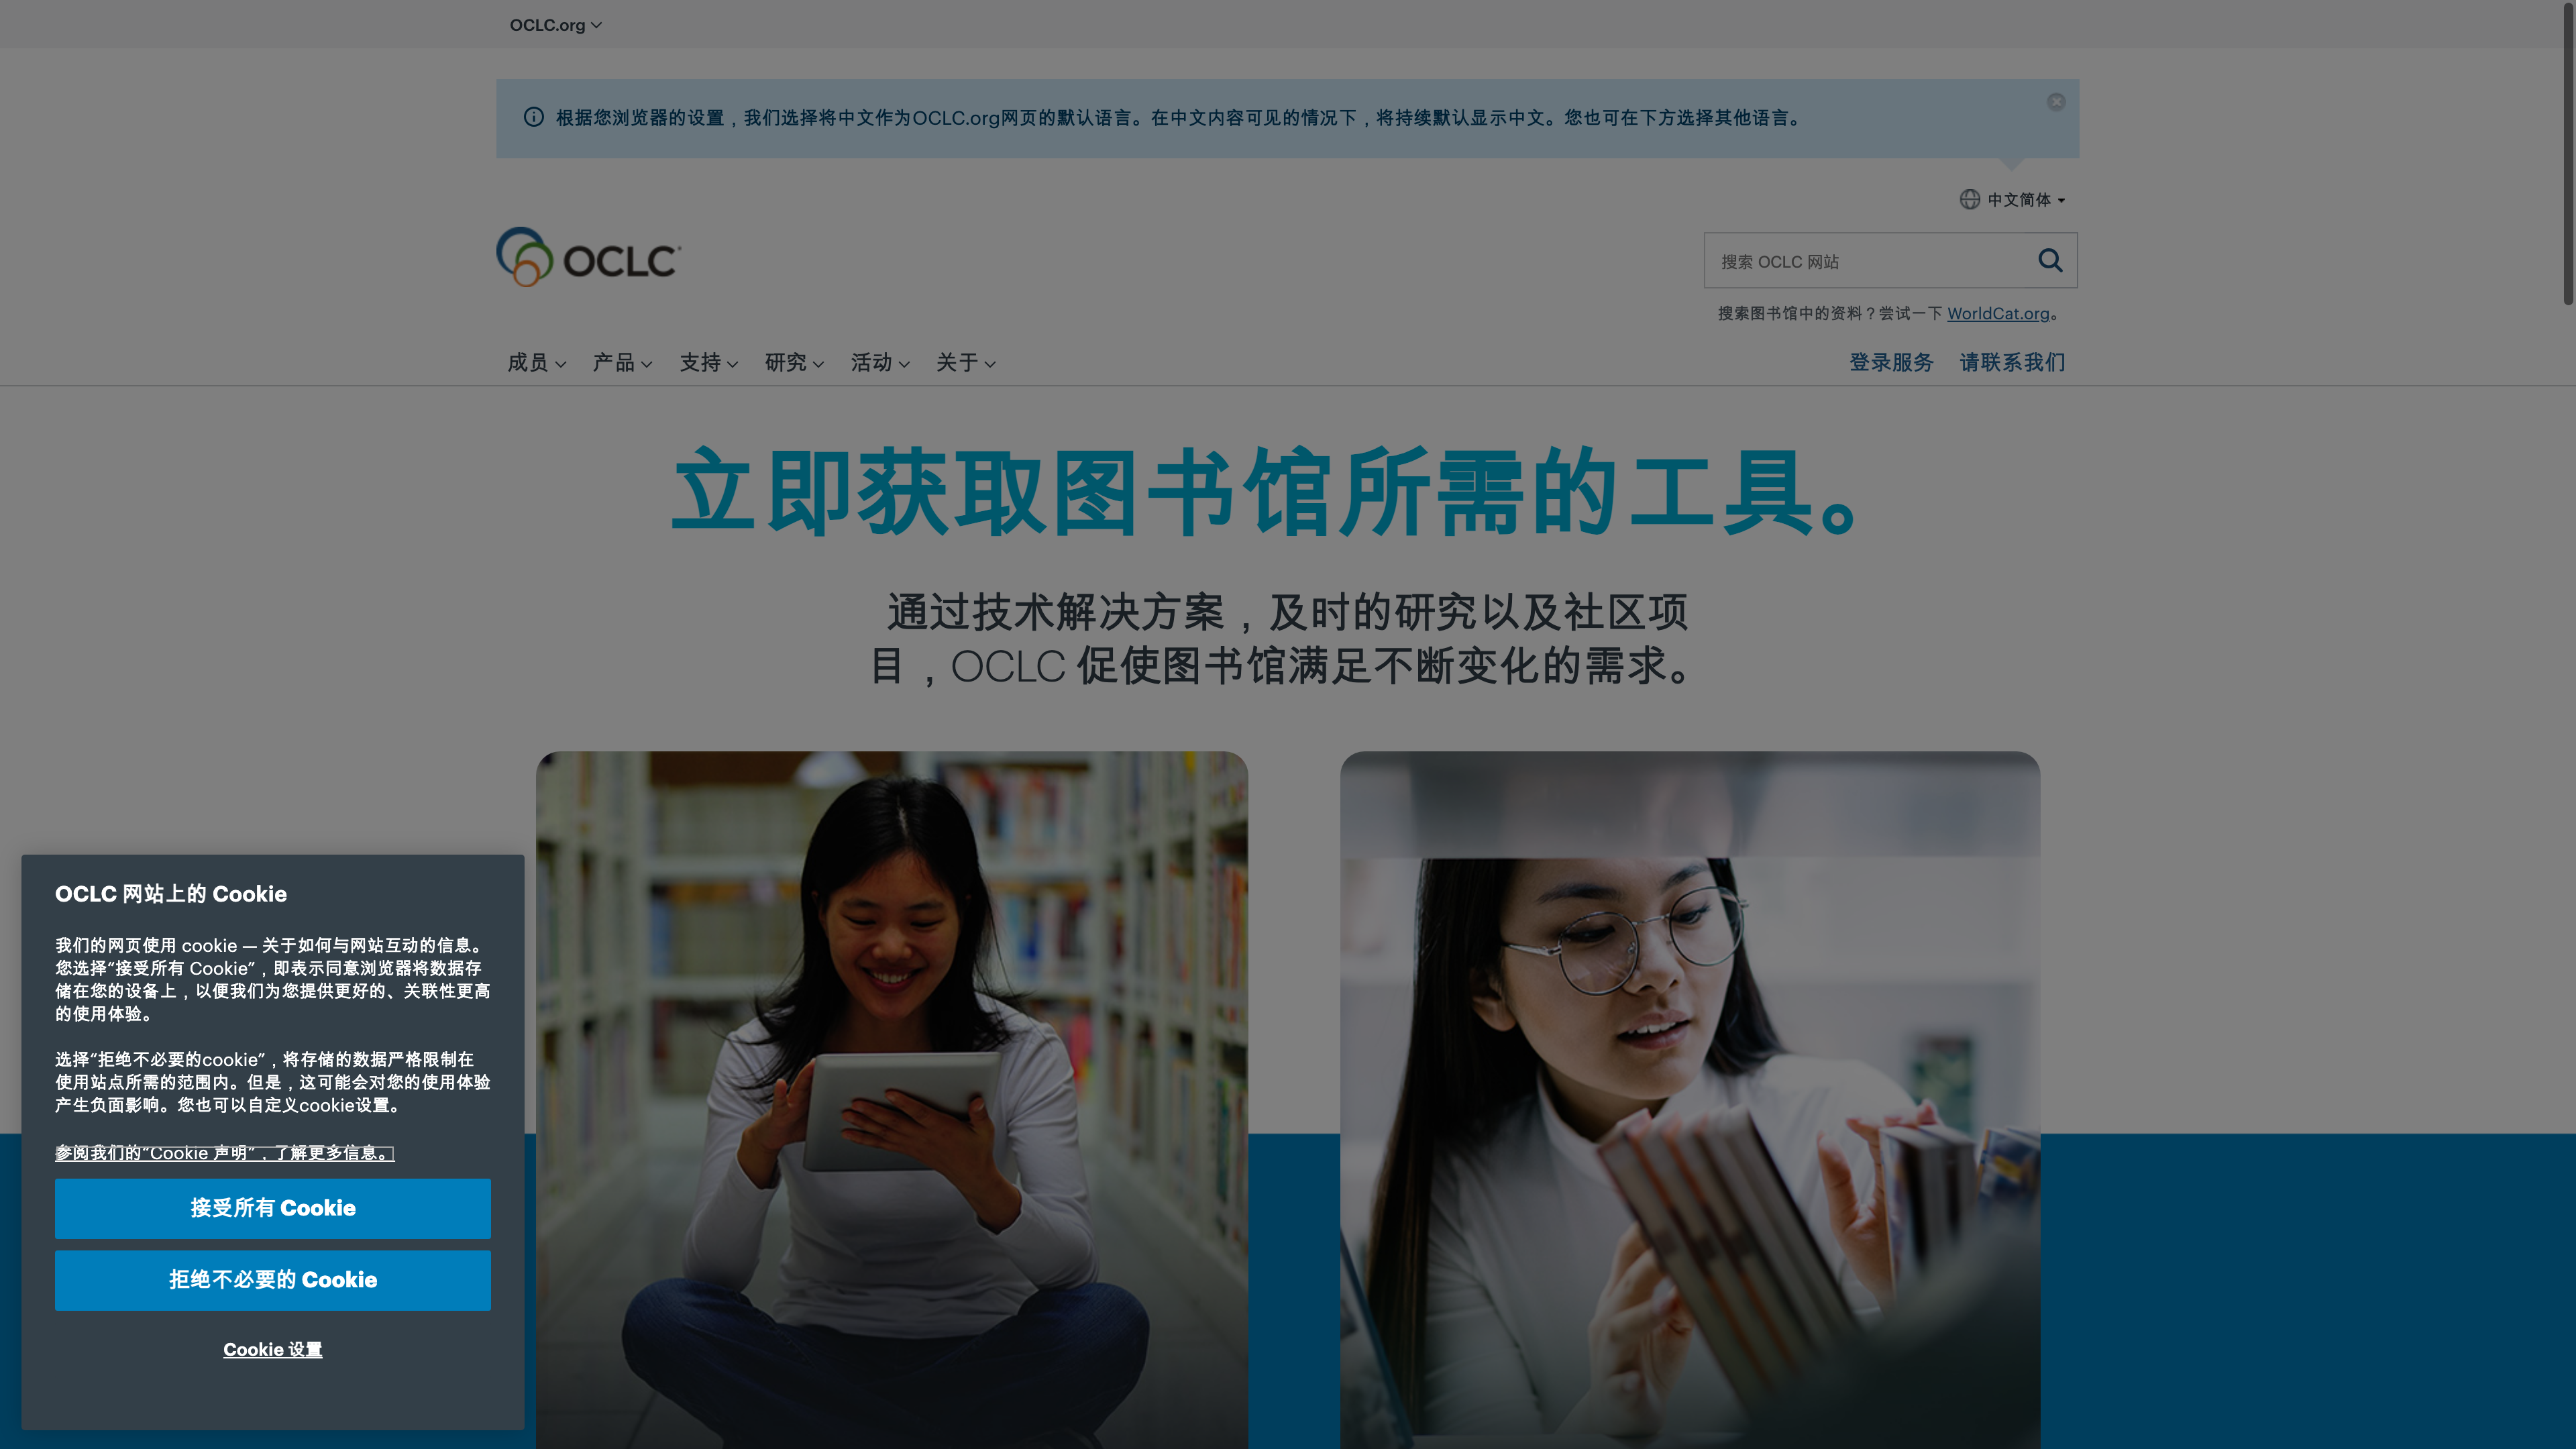 OCLC.org
根据您浏览器的设置，我们选择将中文作为OCLC.org网页的默认语言。在中文内容可见的情况下，将持续默认显示中文。您也可在下方选择其他语言。
中文简体
OCLC
搜索 OCLC 网站
搜索图书馆中的资料？尝试一下 WorldCat.org。
成员 产品 支持 研究 活动 关于 登录服务 请联系我们
立即获取图书馆所需的工具。
通过技术解决方案，及时的研究以及社区项
目，OCLC 促使图书馆满足不断变化的需求。
OCLC 网站上的 Cookie
我们的网页使用 cookie — 关于如何与网站互动的信息。
您选择“接受所有 Cookie”，即表示同意浏览器将数据存
储在您的设备上，以便我们为您提供更好的、关联性更高
的使用体验。
选择“拒绝不必要的cookie”，将存储的数据严格限制在
使用站点所需的范围内。但是，这可能会对您的使用体验
产生负面影响。您也可以自定义cookie设置。
参阅我们的“Cookie 声明”，了解更多信息。
接受所有 Cookie
拒绝不必要的 Cookie
Cookie 设置